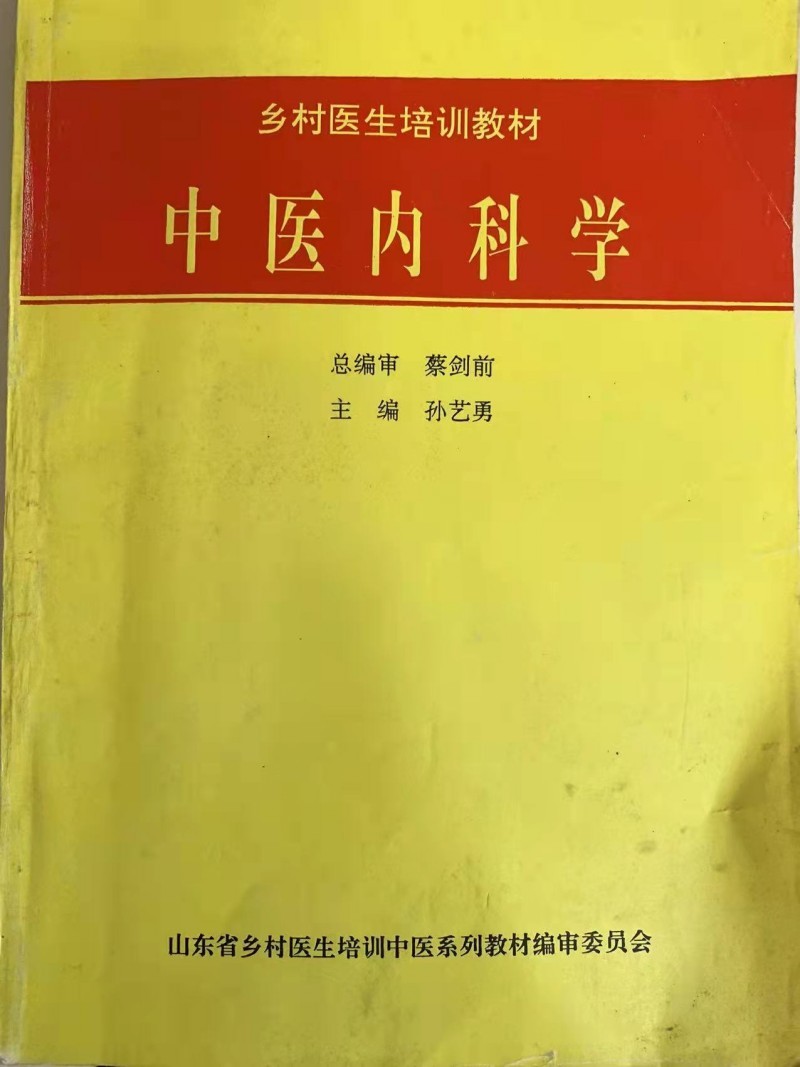 乡村医生培训教材
中医内科学
总编审 蔡剑前
主 编 孙艺勇
山东省乡村医生培训中医系列教材编审委员会